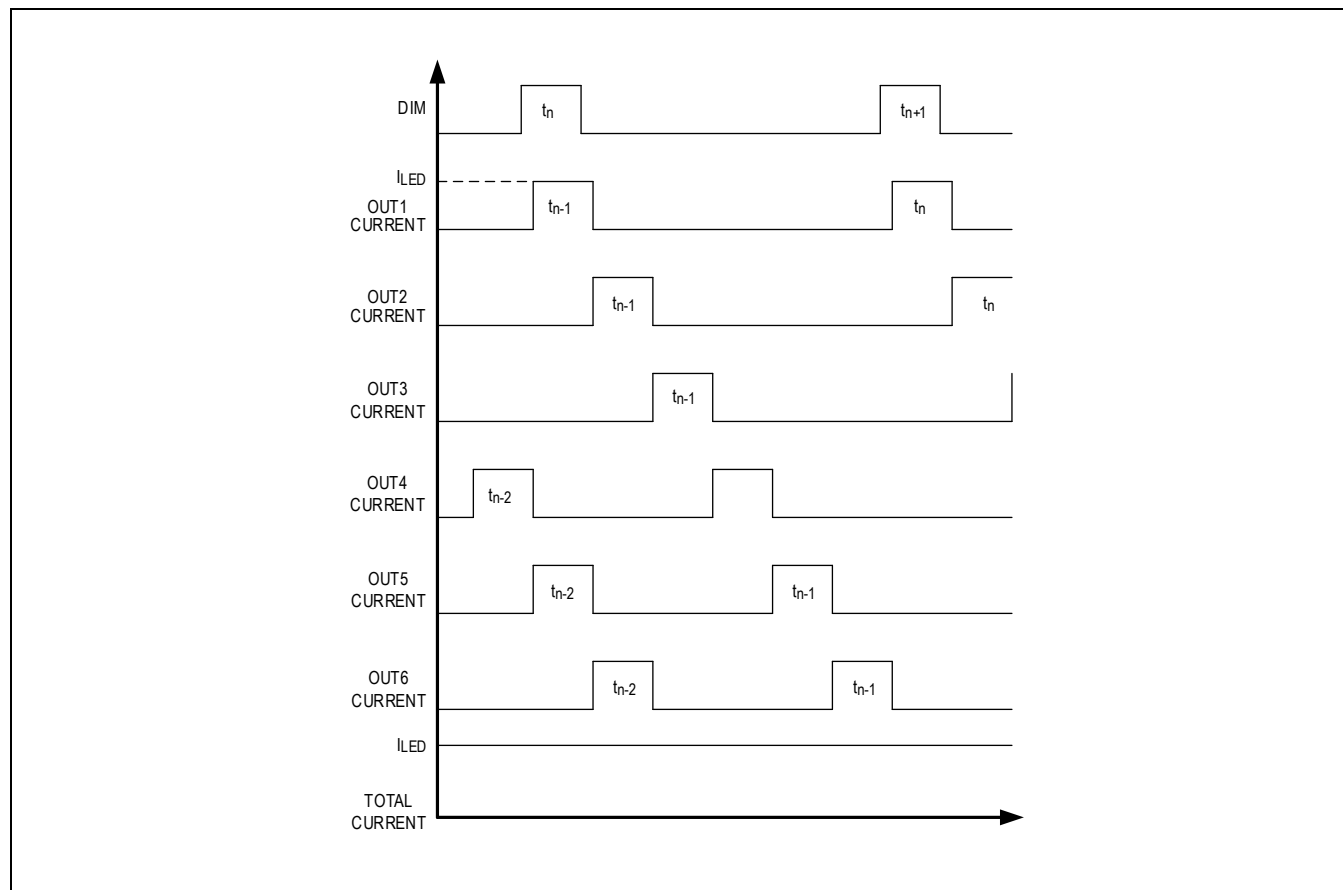 DIM
tn
tn+1
ILED
OUT1
CURRENT
tn-1
tn
OUT2
CURRENT
tn-1
tn
OUT3
CURRENT
tn-1
OUT4
CURRENT
tn-2
OUT5
CURRENT
tn-2
tn-1
OUT6
CURRENT
tn-2
tn-1
ILED
TOTAL
CURRENT